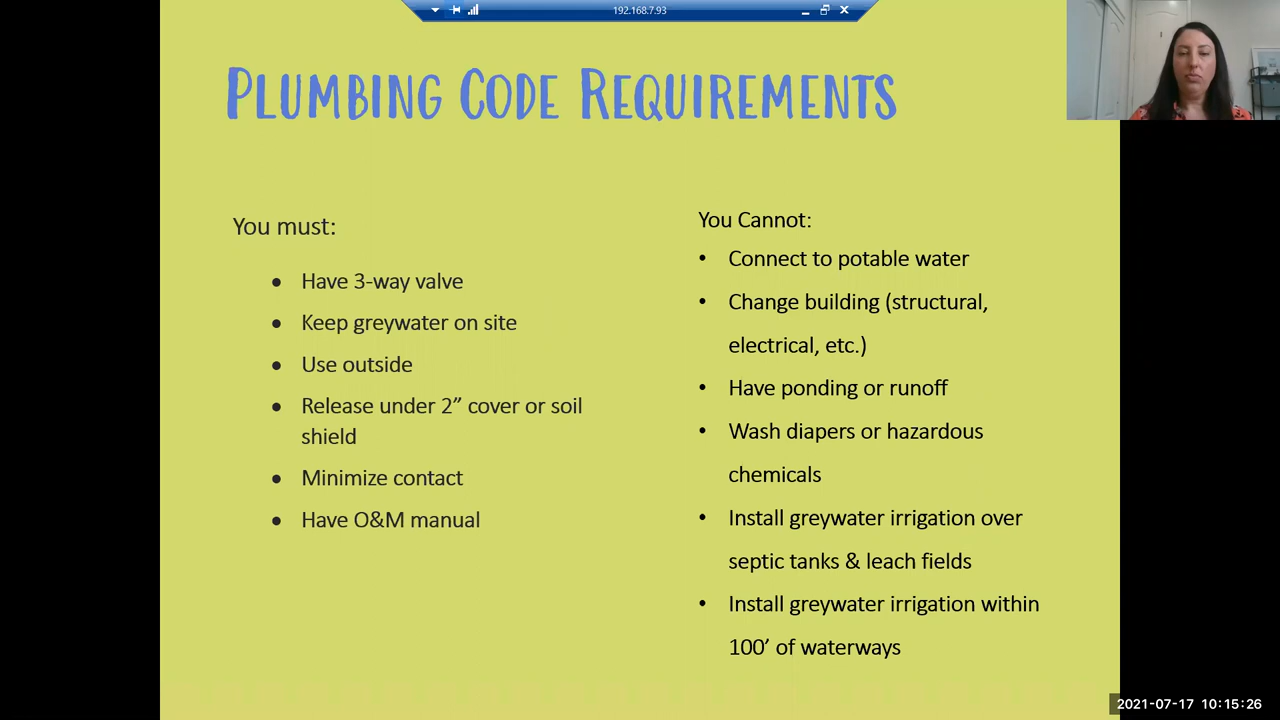 192.168.7.93
PLUMBING CODE REQUIREMENTS
You must:
• Have 3-way valve
• Keep greywater on site
• Use outside
• Release under 2” cover or soil
shield
• Minimize contact
• Have O&M manual
You Cannot:
• Connect to potable water
• Change building (structural,
electrical, etc.)
• Have ponding or runoff
• Wash diapers or hazardous
chemicals
• Install greywater irrigation over
septic tanks & leach fields
• Install greywater irrigation within
100’ of waterways
2021-07-17 10:15:26